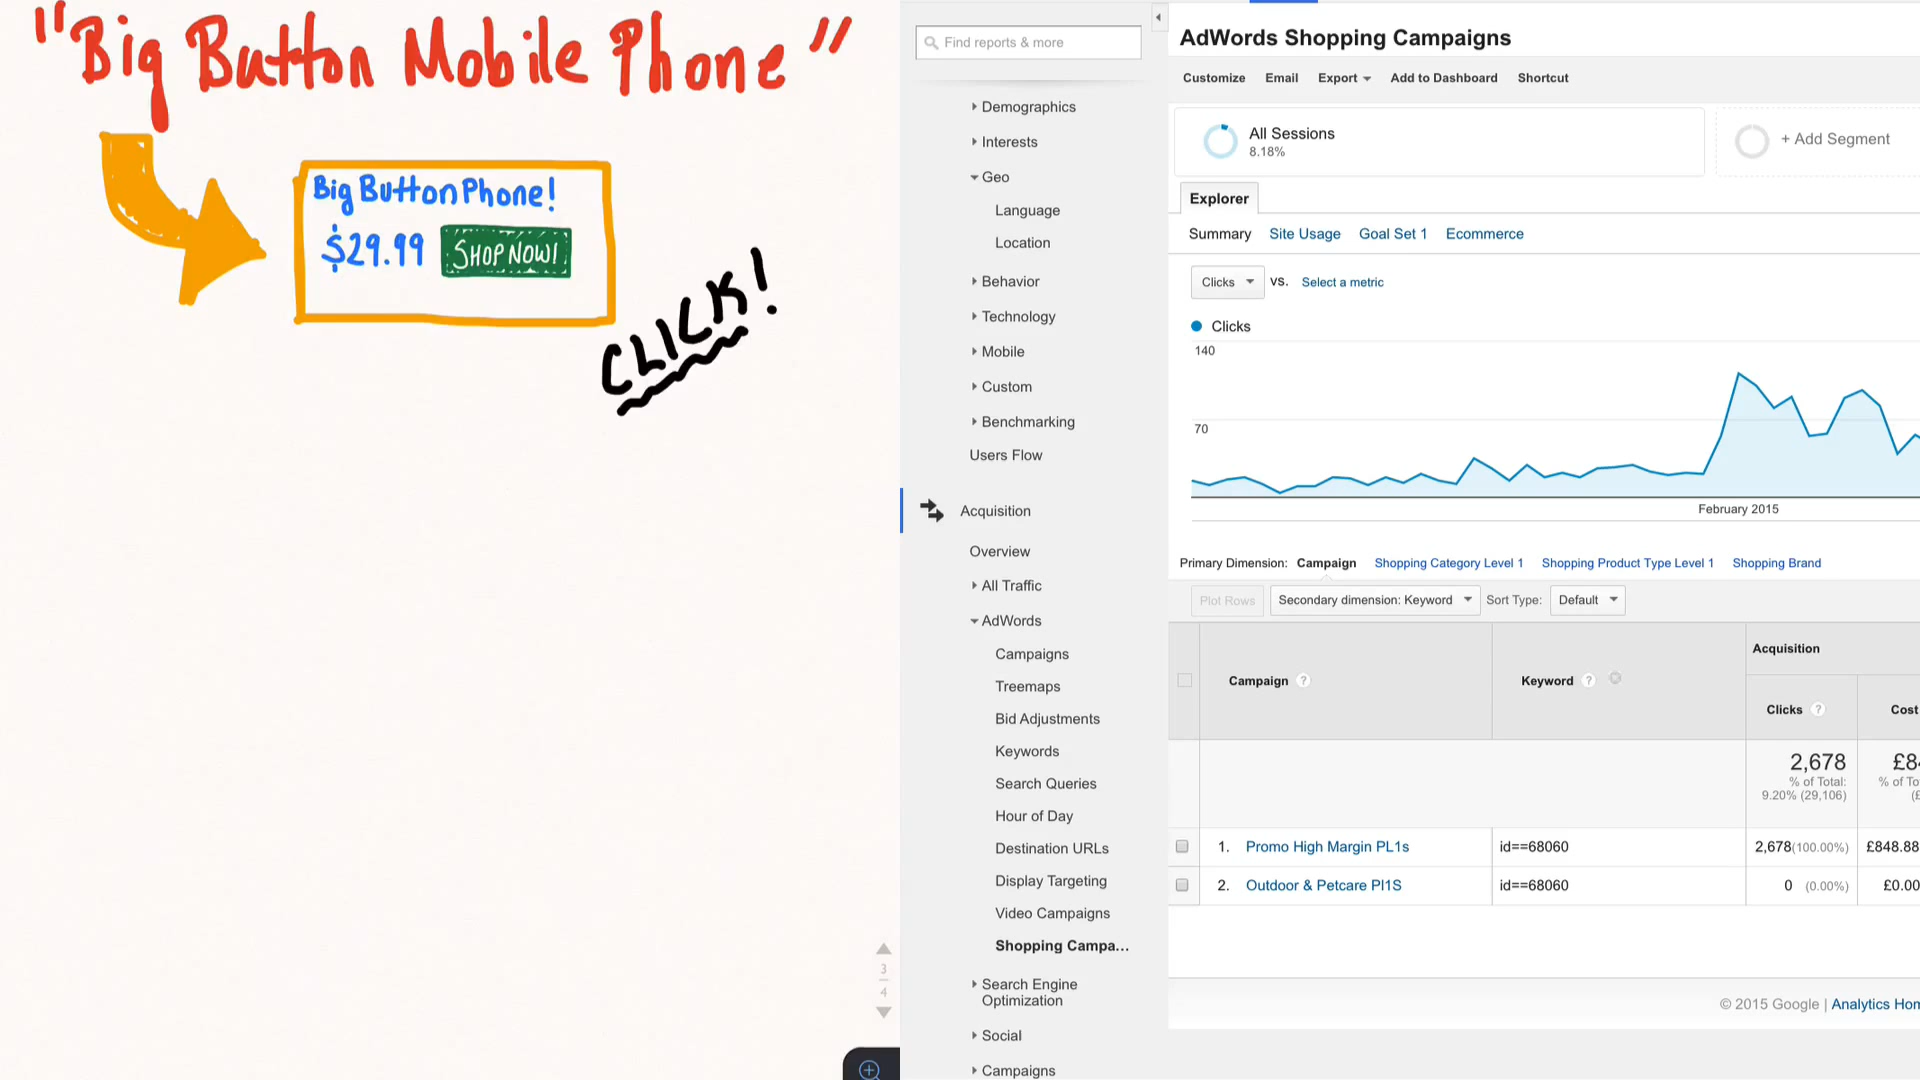 "Big Button Mobile Phone"
Big Button Phone!
$29.99 SHOP NOW!
CLICK!
3
4
Find reports & more
Demographics
Interests
Geo
Language
Location
Behavior
Technology
Mobile
Custom
Benchmarking
Users Flow
Acquisition
Overview
All Traffic
AdWords
Campaigns
Treemaps
Bid Adjustments
Keywords
Search Queries
Hour of Day
Destination URLs
Display Targeting
Video Campaigns
Shopping Campa...
Search Engine
Optimization
Social
Campaigns
AdWords Shopping Campaigns
Customize Email Export Add to Dashboard Shortcut
All Sessions
8.18%
+ Add Segment
Explorer
Summary Site Usage Goal Set 1 Ecommerce
Clicks VS. Select a metric
Clicks
140
70
February 2015
Primary Dimension: Campaign Shopping Category Level 1 Shopping Product Type Level 1 Shopping Brand
Plot Rows Secondary dimension: Keyword Sort Type: Default
Campaign ? Keyword ? Acquisition
Clicks ? Cost
2,678 £8
% of Total: % of To
9.20% (29,106) (£
1. Promo High Margin PL1s id==68060 2,678(100.00%) £848.88
2. Outdoor & Petcare Pl1S id==68060 0 (0.00%) £0.00
© 2015 Google | Analytics Hom